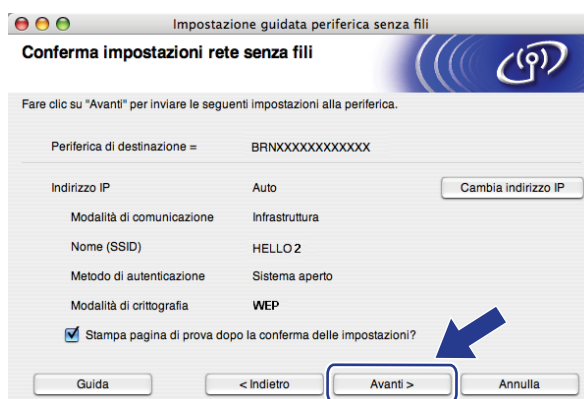 Impostazione guidata periferica senza fili
Conferma impostazioni rete senza fili
Fare clic su "Avanti" per inviare le seguenti impostazioni alla periferica.
Periferica di destinazione = BRNXXXXXXXXXXXX
Indirizzo IP Auto Cambia indirizzo IP
Modalità di comunicazione Infrastruttura
Nome (SSID) HELLO 2
Metodo di autenticazione Sistema aperto
Modalità di crittografia WEP
Stampa pagina di prova dopo la conferma delle impostazioni?
Guida < Indietro Avanti > Annulla